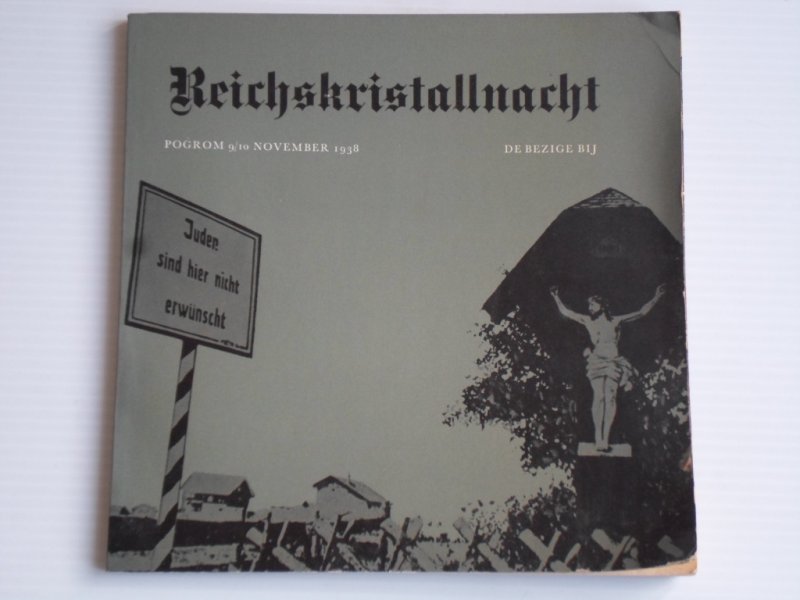 Reichskristallnacht
POGROM 9/10 NOVEMBER 1938
DE BEZIGE BIJ
Juden
sind hier nicht
erwünscht